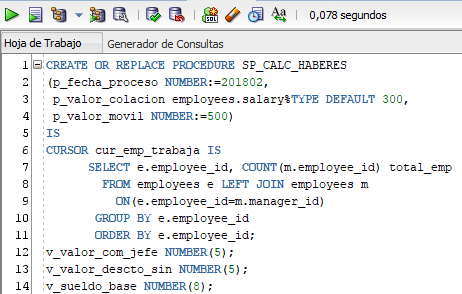 0,078 segundos
Hoja de Trabajo Generador de Consultas
1 CREATE OR REPLACE PROCEDURE SP_CALC_HABERES
2 (p_fecha_proceso NUMBER:=201802,
3 p_valor_colacion employees.salary%TYPE DEFAULT 300,
4 p_valor_movil NUMBER:=500)
5 IS
6 CURSOR cur_emp_trabaja IS
7 SELECT e.employee_id, COUNT(m.employee_id) total_emp
8 FROM employees e LEFT JOIN employees m
9 ON(e.employee_id=m.manager_id)
10 GROUP BY e.employee_id
11 ORDER BY e.employee_id;
12 v_valor_com_jefe NUMBER(5);
13 v_valor_descto_sin NUMBER(5);
14 v_sueldo_base NUMBER(8);